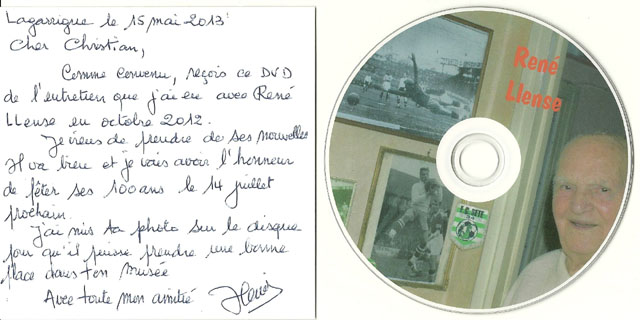 Lagarrigue le 15 mai 2013
Cher Christian,
Comme convenu, reçois ce DVD
de l'entretien que j'ai eu avec René
LLense en octobre 2012.
Je viens de prendre de ses nouvelles
Il va bien et je vais avoir l'honneur
de fêter ses 100 ans le 14 juillet
prochain.
J'ai mis ta photo sur le disque
pour qu'il puisse prendre une bonne
place dans ton Musée
Avec toute mon amitié
René
Llense
F.C. SETE